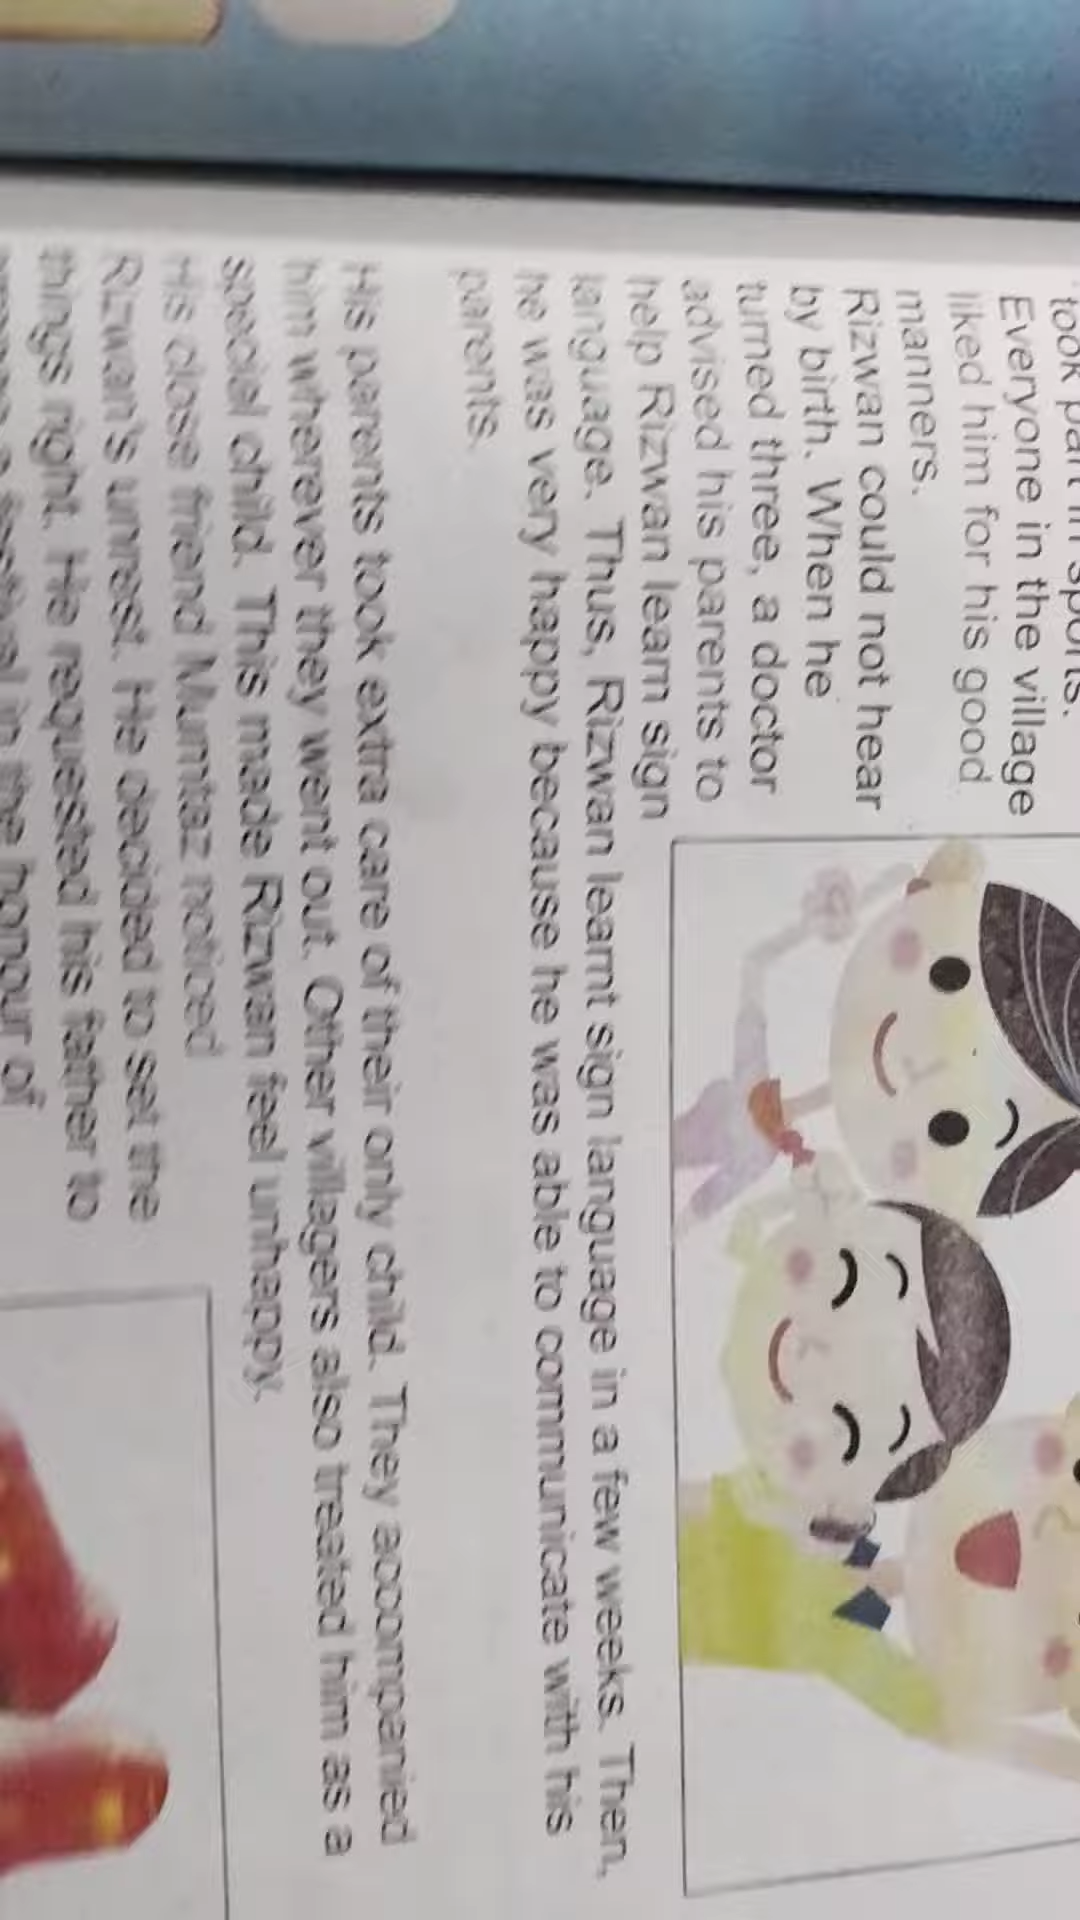 took part in sports.
Everyone in the village
liked him for his good
manners.
Rizwan could not hear
by birth. When he
turned three, a doctor
advised his parents to
help Rizwan learn sign
language. Thus, Rizwan learnt sign language in a few weeks. Then,
he was very happy because he was able to communicate with his
parents.
His parents took extra care of their only child. They accompanied
him wherever they went out. Other villagers also treated him as a
special child. This made Rizwan feel unhappy.
His close friend Mumtaz noticed
Rizwan's unrest. He decided to set the
things right. He requested his father to
a festival in the honour of